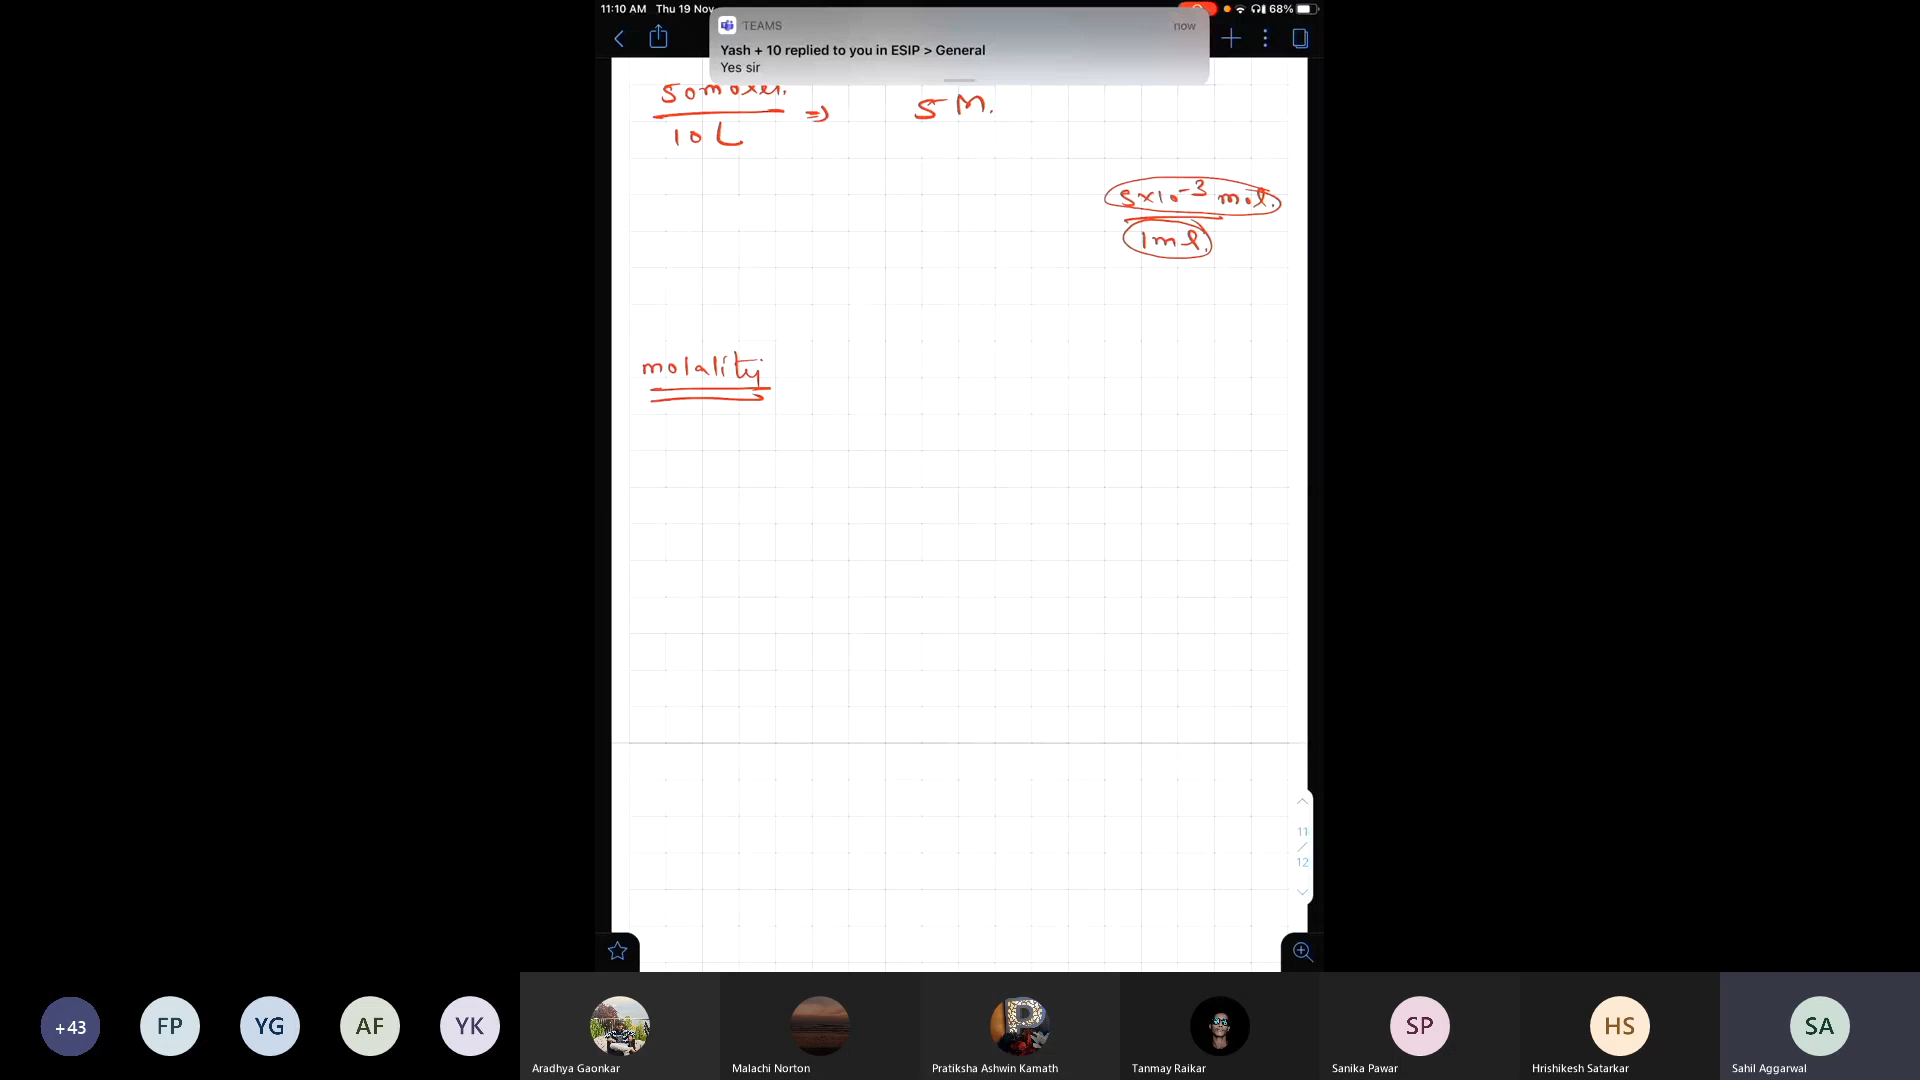 11:10 AM Thu 19 Nov
68%
TEAMS
now
Yash + 10 replied to you in ESIP > General
Yes sir
50 moles.
10 L
⇒ 5 M.
5×10⁻³ mol.
1 ml.
molality
11
/
12
+43
FP
YG
AF
YK
SP
HS
SA
Aradhya Gaonkar
Malachi Norton
Pratiksha Ashwin Kamath
Tanmay Raikar
Sanika Pawar
Hrishikesh Satarkar
Sahil Aggarwal